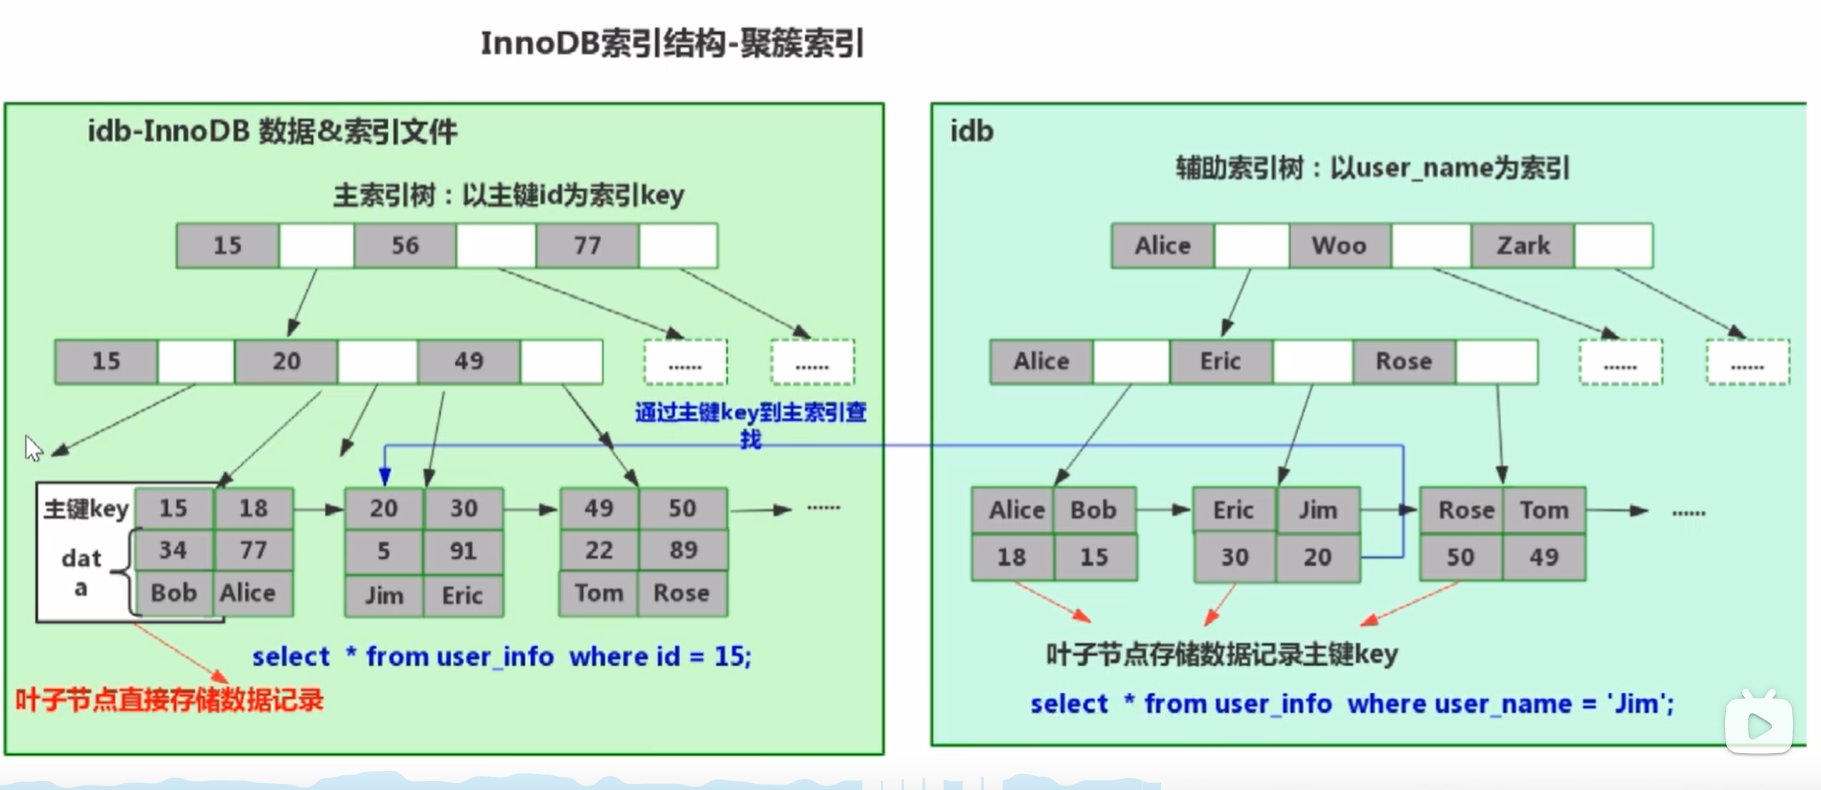 InnoDB索引结构-聚簇索引
idb-InnoDB 数据&索引文件
主索引树：以主键id为索引key
15 56 77
15 20 49 ...... ......
通过主键key到主索引查
找
主键key 15 18 20 30 49 50 ......
dat
a
34 77 5 91 22 89
Bob Alice Jim Eric Tom Rose
select * from user_info where id = 15;
叶子节点直接存储数据记录
idb
辅助索引树：以user_name为索引
Alice Woo Zark
Alice Eric Rose ...... ......
Alice Bob Eric Jim Rose Tom ......
18 15 30 20 50 49
叶子节点存储数据记录主键key
select * from user_info where user_name = 'Jim';